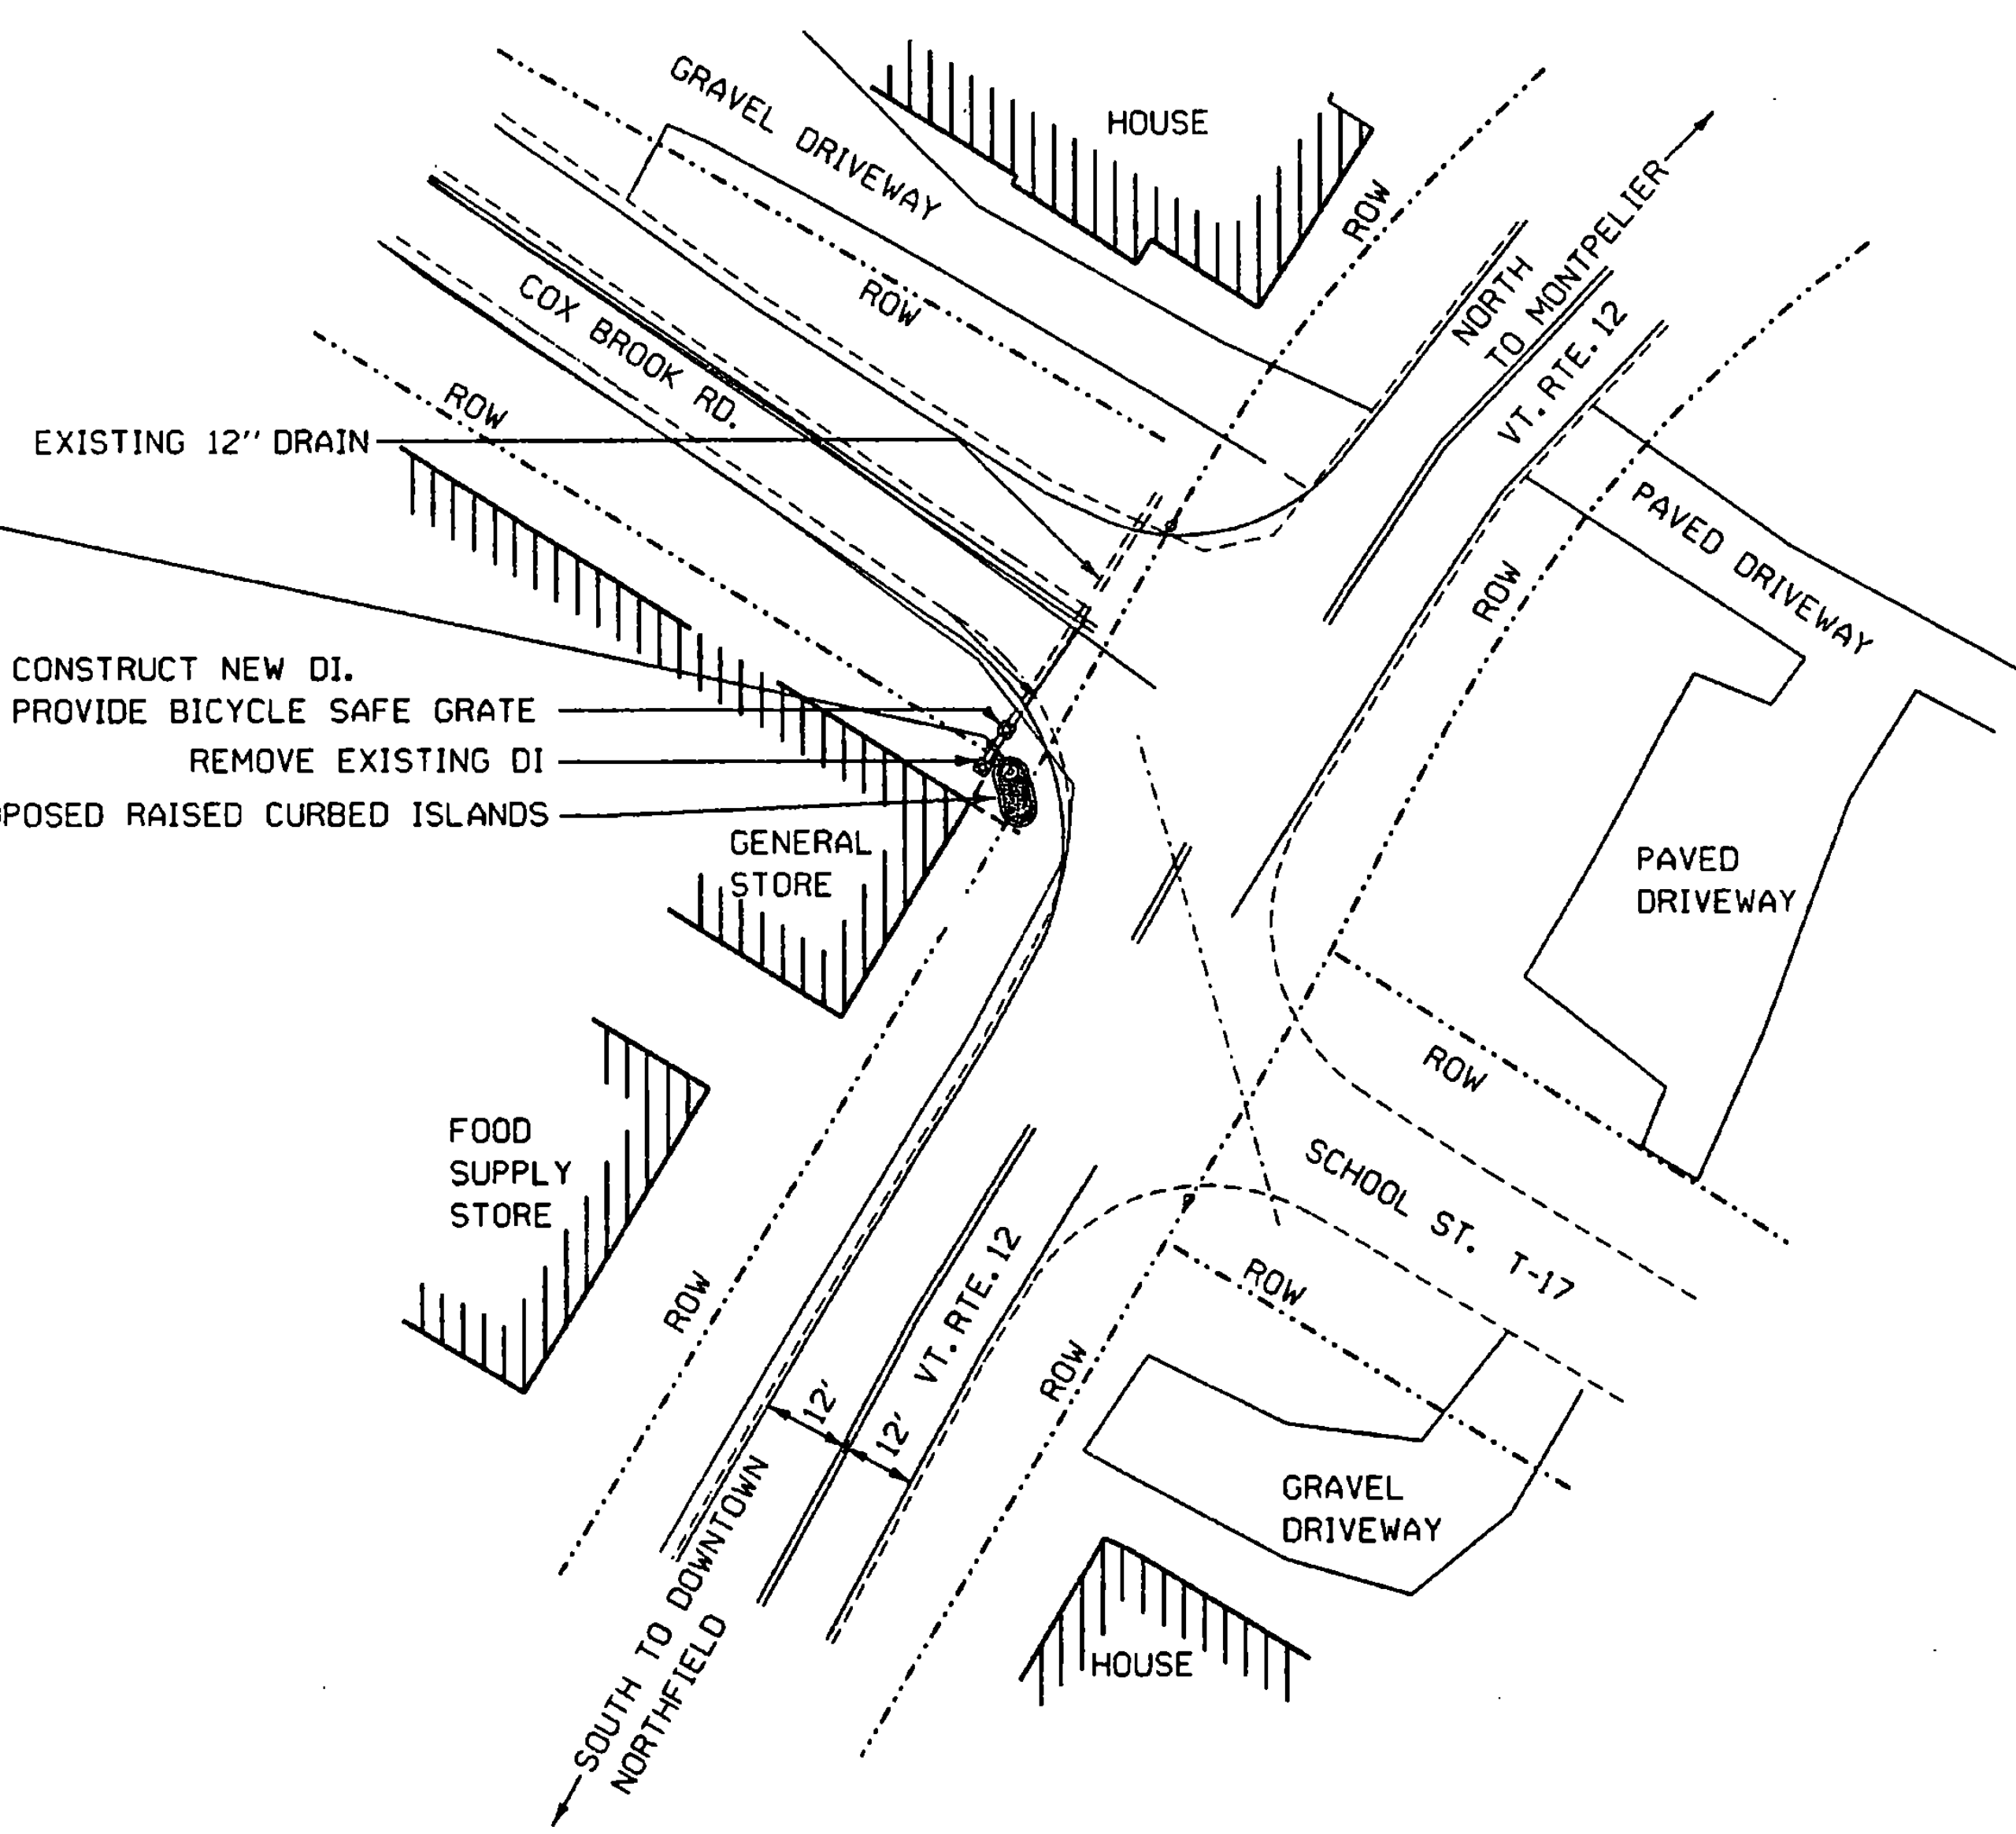 GRAVEL DRIVEWAY
HOUSE
ROW
NORTH
TO MONTPELIER
VT. RTE. 12
ROW
COX BROOK RD.
ROW
EXISTING 12" DRAIN
PAVED DRIVEWAY
ROW
CONSTRUCT NEW DI.
PROVIDE BICYCLE SAFE GRATE
REMOVE EXISTING DI
POSED RAISED CURBED ISLANDS
GENERAL
STORE
PAVED
DRIVEWAY
ROW
FOOD
SUPPLY
STORE
SCHOOL ST. T-17
ROW
ROW
VT. RTE. 12
ROW
12'
12'
GRAVEL
DRIVEWAY
HOUSE
SOUTH TO DOWNTOWN
NORTHFIELD